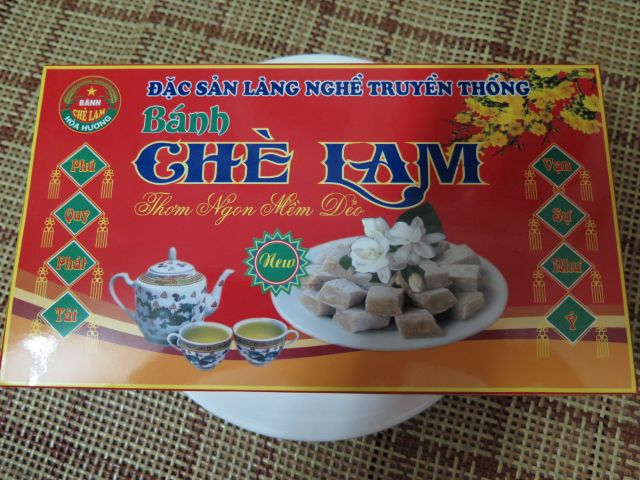 ĐẶC SẢN LÀNG NGHỀ TRUYỀN THỐNG
BÁNH
CHÈ LAM
HÒA HƯƠNG
Bánh
CHÈ LAM
Thơm Ngon Mềm Dẻo
New
Phú
Quý
Phát
Tài
Vạn
Sự
Như
Ý